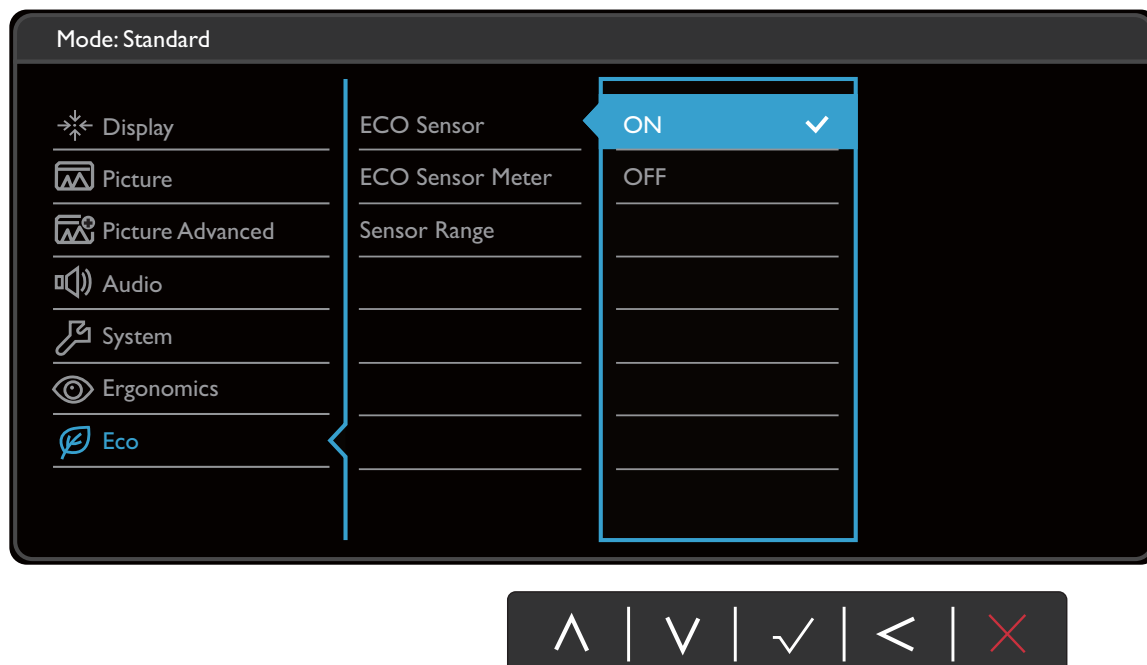 Mode: Standard
Display
Picture
Picture Advanced
Audio
System
Ergonomics
Eco
ECO Sensor
ECO Sensor Meter
Sensor Range
ON
OFF